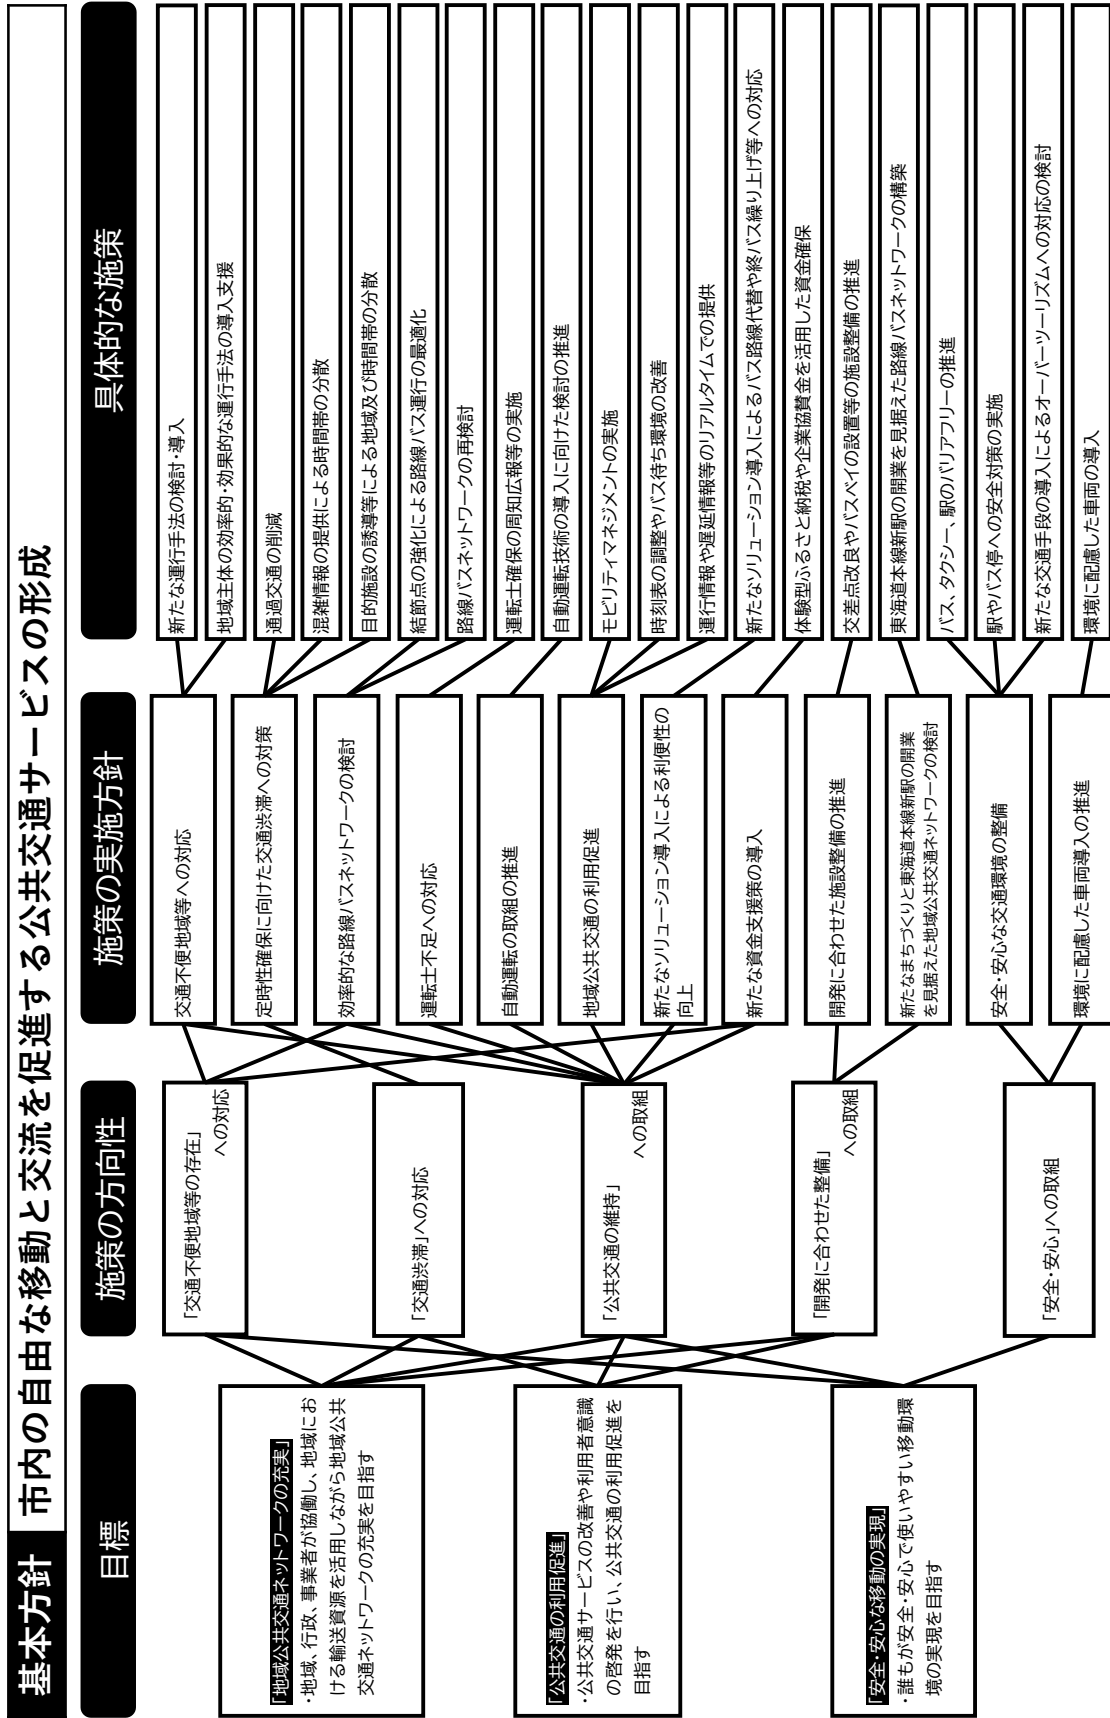 基本方針 市内の自由な移動と交流を促進する公共交通サービスの形成
目標
「地域公共交通ネットワークの充実」
・地域、行政、事業者が協働し、地域にお
ける輸送資源を活用しながら地域公共
交通ネットワークの充実を目指す
「公共交通の利用促進」
・公共交通サービスの改善や利用者意識
の啓発を行い、公共交通の利用促進を
目指す
「安全・安心な移動の実現」
・誰もが安全・安心で使いやすい移動環
境の実現を目指す
施策の方向性
「交通不便地域等の存在」
への対応
「交通渋滞」への対応
「公共交通の維持」
への取組
「開発に合わせた整備」
への取組
「安全・安心」への取組
施策の実施方針
交通不便地域等への対応
定時性確保に向けた交通渋滞への対策
効率的な路線バスネットワークの検討
運転士不足への対応
自動運転の取組の推進
地域公共交通の利用促進
新たなソリューション導入による利便性の
向上
新たな資金支援策の導入
開発に合わせた施設整備の推進
新たなまちづくりと東海道本線新駅の開業
を見据えた地域公共交通ネットワークの検討
安全・安心な交通環境の整備
環境に配慮した車両導入の推進
具体的な施策
新たな運行手法の検討・導入
地域主体の効率的・効果的な運行手法の導入支援
通過交通の削減
混雑情報の提供による時間帯の分散
目的施設の誘導等による地域及び時間帯の分散
結節点の強化による路線バス運行の最適化
路線バスネットワークの再検討
運転士確保の周知広報等の実施
自動運転技術の導入に向けた検討の推進
モビリティマネジメントの実施
時刻表の調整やバス待ち環境の改善
運行情報や遅延情報等のリアルタイムでの提供
新たなソリューション導入によるバス路線代替や終バス繰り上げ等への対応
体験型ふるさと納税や企業協賛金を活用した資金確保
交差点改良やバスベイの設置等の施設整備の推進
東海道本線新駅の開業を見据えた路線バスネットワークの構築
バス、タクシー、駅のバリアフリーの推進
駅やバス停への安全対策の実施
新たな交通手段の導入によるオーバーツーリズムへの対応の検討
環境に配慮した車両の導入